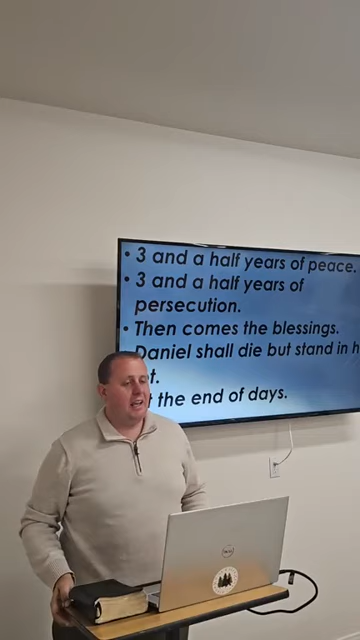 • 3 and a half years of peace.
• 3 and a half years of
persecution.
• Then comes the blessings.
Daniel shall die but stand in
the end of days.
DELL